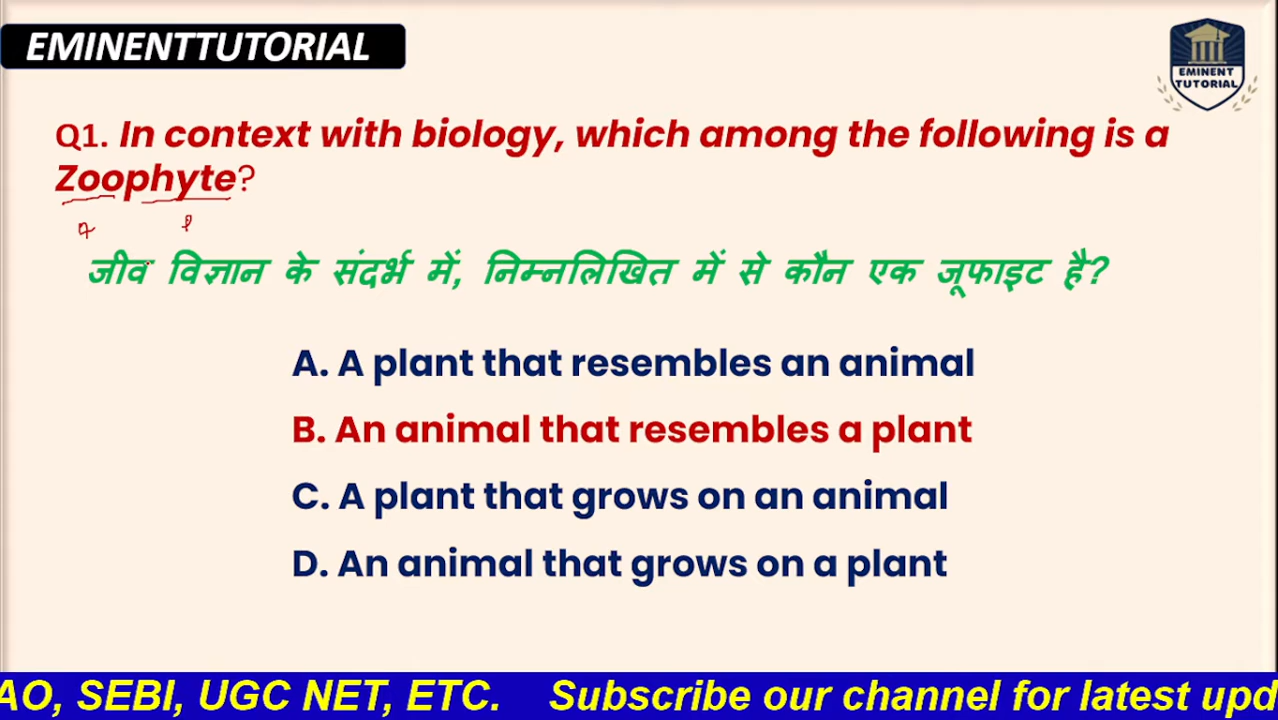 EMINENTTUTORIAL
EMINENT
TUTORIAL
Q1. In context with biology, which among the following is a
Zoophyte?
जीव विज्ञान के संदर्भ में, निम्नलिखित में से कौन एक जूफाइट है?
A. A plant that resembles an animal
B. An animal that resembles a plant
C. A plant that grows on an animal
D. An animal that grows on a plant
AO, SEBI, UGC NET, ETC. Subscribe our channel for latest upd